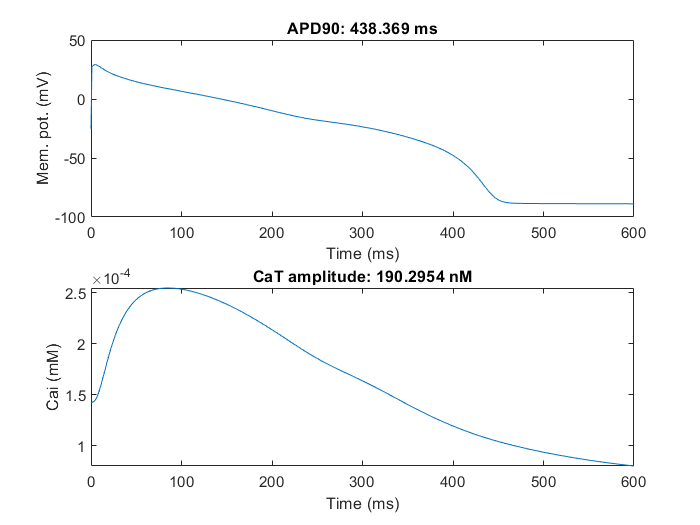 APD90: 438.369 ms
50
0
-50
-100
Mem. pot. (mV)
0 100 200 300 400 500 600
Time (ms)
×10-4
CaT amplitude: 190.2954 nM
2.5
2
1.5
1
Cai (mM)
0 100 200 300 400 500 600
Time (ms)